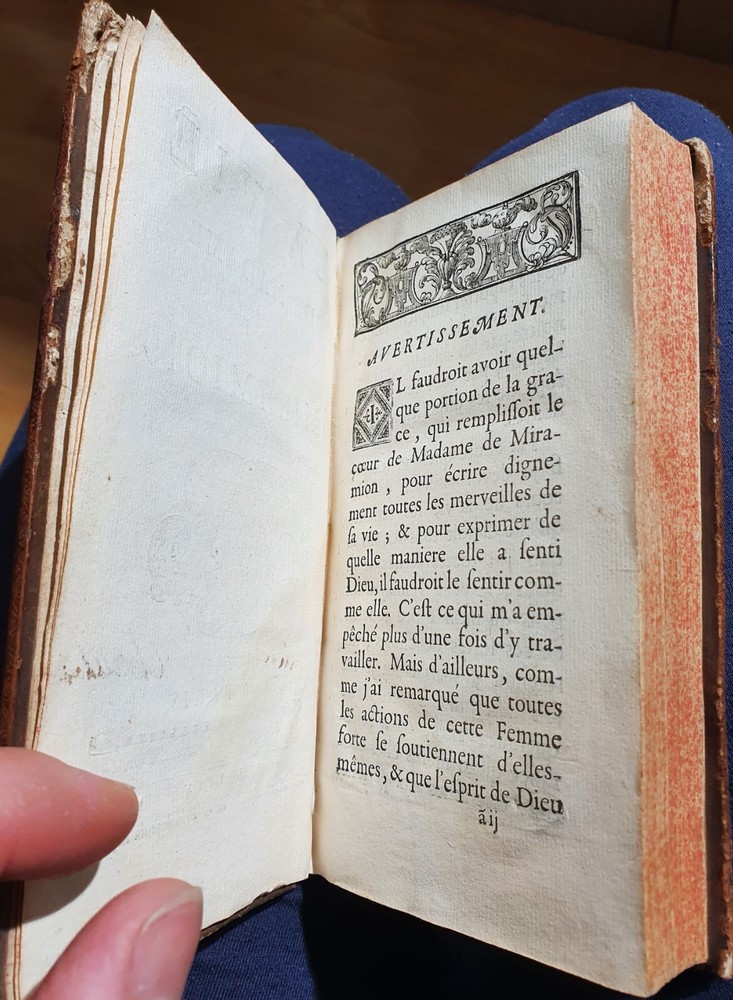 AVERTISSEMENT.
IL faudroit avoir quel-
que portion de la gra-
ce, qui rempliſſoit le
cœur de Madame de Mira-
mion, pour écrire digne-
ment toutes les merveilles de
ſa vie; & pour exprimer de
quelle maniere elle a ſenti
Dieu, il faudroit le ſentir com-
me elle. C'eſt ce qui m'a em-
pêché plus d'une fois d'y tra-
vailler. Mais d'ailleurs, com-
me j'ai remarqué que toutes
les actions de cette Femme
forte ſe ſoutiennent d'elles-
mêmes, & que l'eſprit de Dieu
ãij